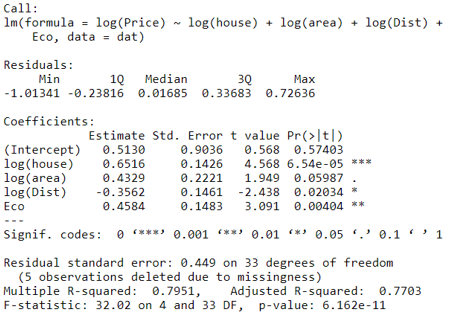 Call:
lm(formula = log(Price) ~ log(house) + log(area) + log(Dist) +
    Eco, data = dat)
Residuals:
     Min       1Q   Median       3Q      Max
-1.01341 -0.23816  0.01685  0.33683  0.72636
Coefficients:
            Estimate Std. Error t value Pr(>|t|)
(Intercept)   0.5130     0.9036   0.568  0.57403
log(house)    0.6516     0.1426   4.568 6.54e-05 ***
log(area)     0.4329     0.2221   1.949  0.05987 .
log(Dist)    -0.3562     0.1461  -2.438  0.02034 *
Eco           0.4584     0.1483   3.091  0.00404 **
---
Signif. codes:  0 ‘***’ 0.001 ‘**’ 0.01 ‘*’ 0.05 ‘.’ 0.1 ‘ ’ 1
Residual standard error: 0.449 on 33 degrees of freedom
  (5 observations deleted due to missingness)
Multiple R-squared:  0.7951,    Adjusted R-squared:  0.7703
F-statistic: 32.02 on 4 and 33 DF,  p-value: 6.162e-11